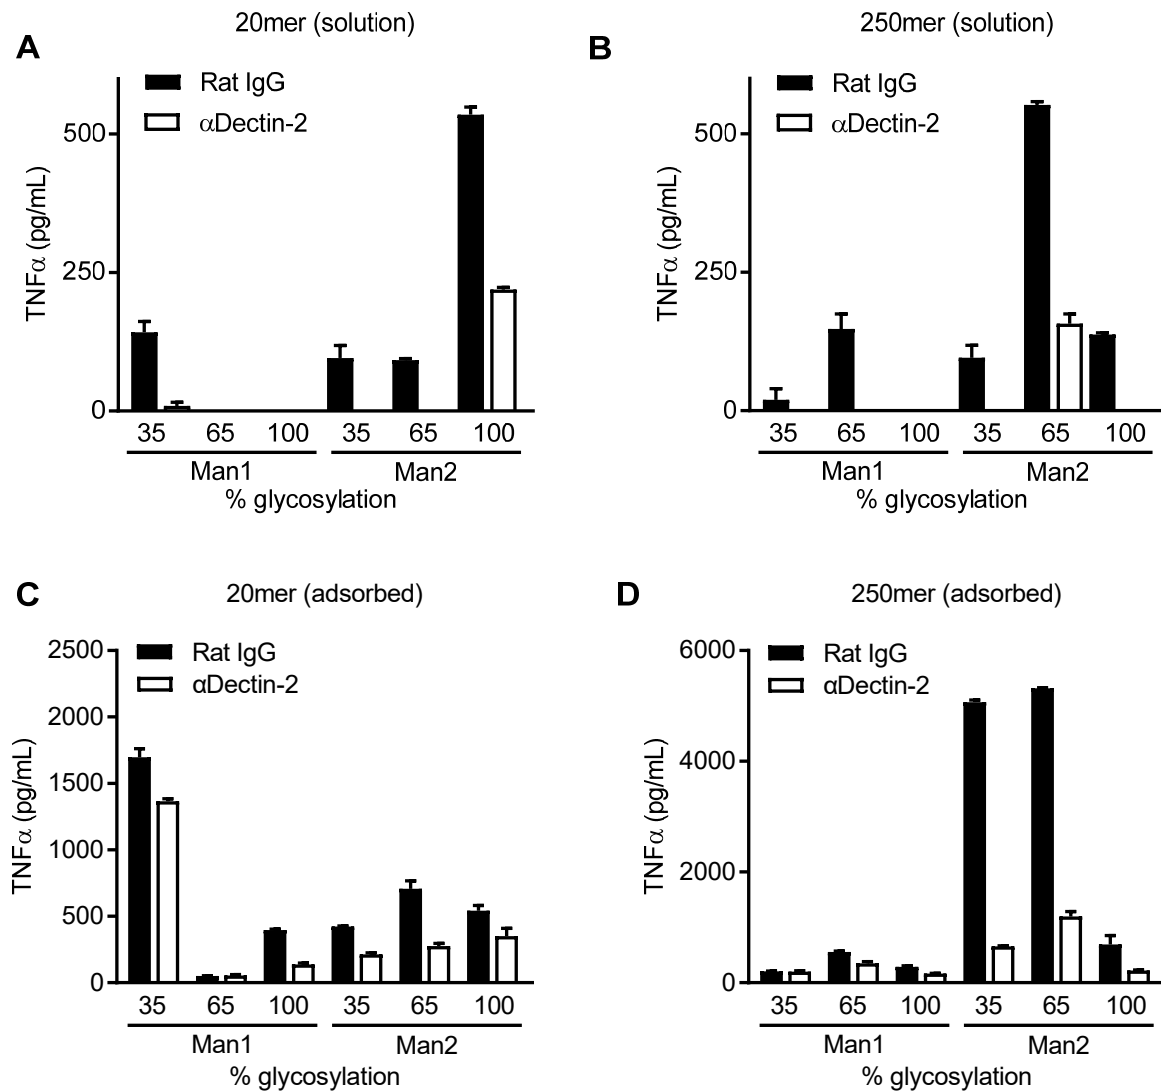 A
20mer (solution)
Rat IgG
αDectin-2
TNFα (pg/mL)
500
250
0
35 65 100 35 65 100
Man1 Man2
% glycosylation
B
250mer (solution)
Rat IgG
αDectin-2
TNFα (pg/mL)
500
250
0
35 65 100 35 65 100
Man1 Man2
% glycosylation
C
20mer (adsorbed)
Rat IgG
αDectin-2
TNFα (pg/mL)
2500
2000
1500
1000
500
0
35 65 100 35 65 100
Man1 Man2
% glycosylation
D
250mer (adsorbed)
Rat IgG
αDectin-2
TNFα (pg/mL)
6000
4000
2000
0
35 65 100 35 65 100
Man1 Man2
% glycosylation